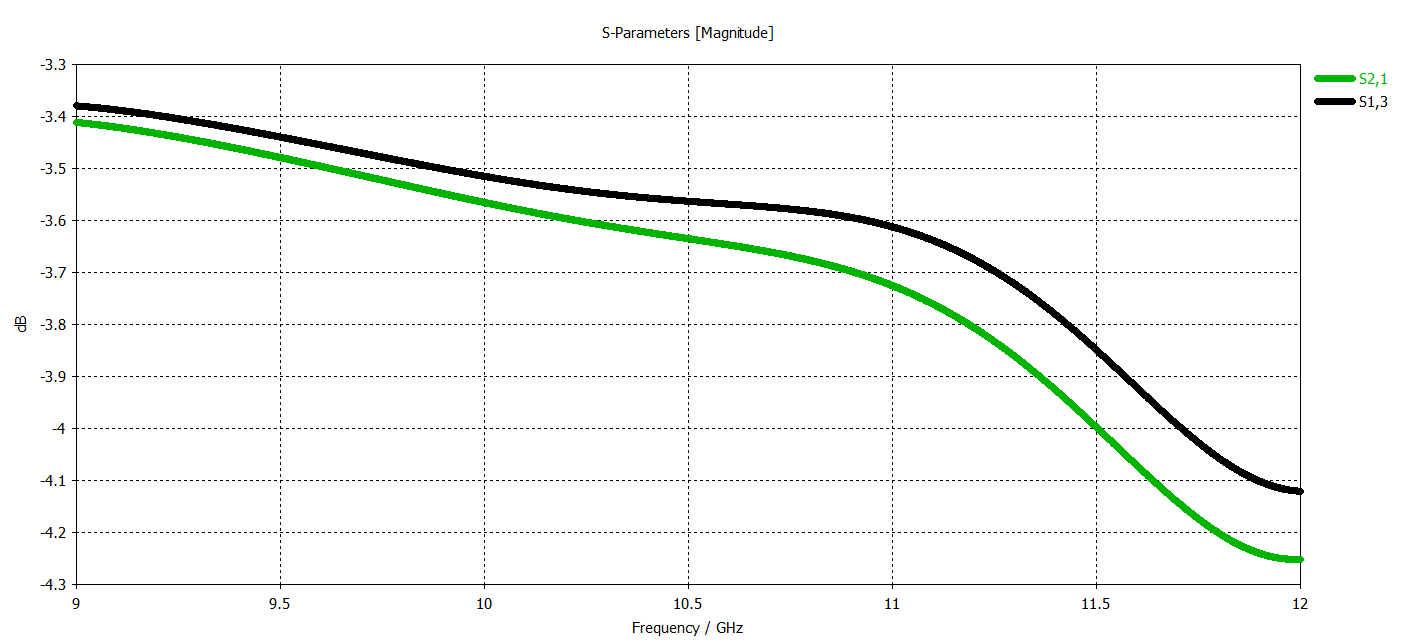 S-Parameters [Magnitude]
S2,1
S1,3
-3.3
-3.4
-3.5
-3.6
-3.7
-3.8
-3.9
-4
-4.1
-4.2
-4.3
dB
9 9.5 10 10.5 11 11.5 12
Frequency / GHz